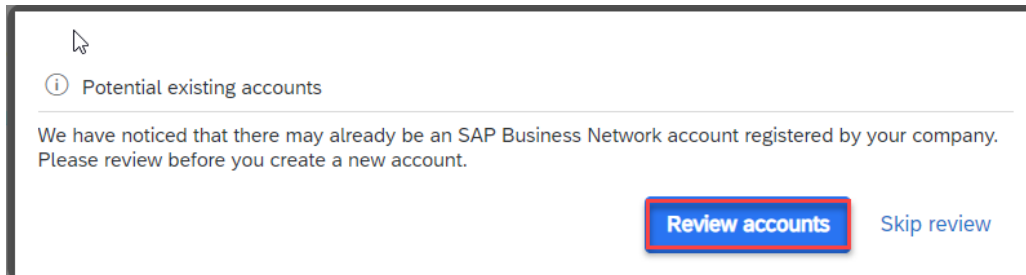 Potential existing accounts
We have noticed that there may already be an SAP Business Network account registered by your company.
Please review before you create a new account.
Review accounts Skip review